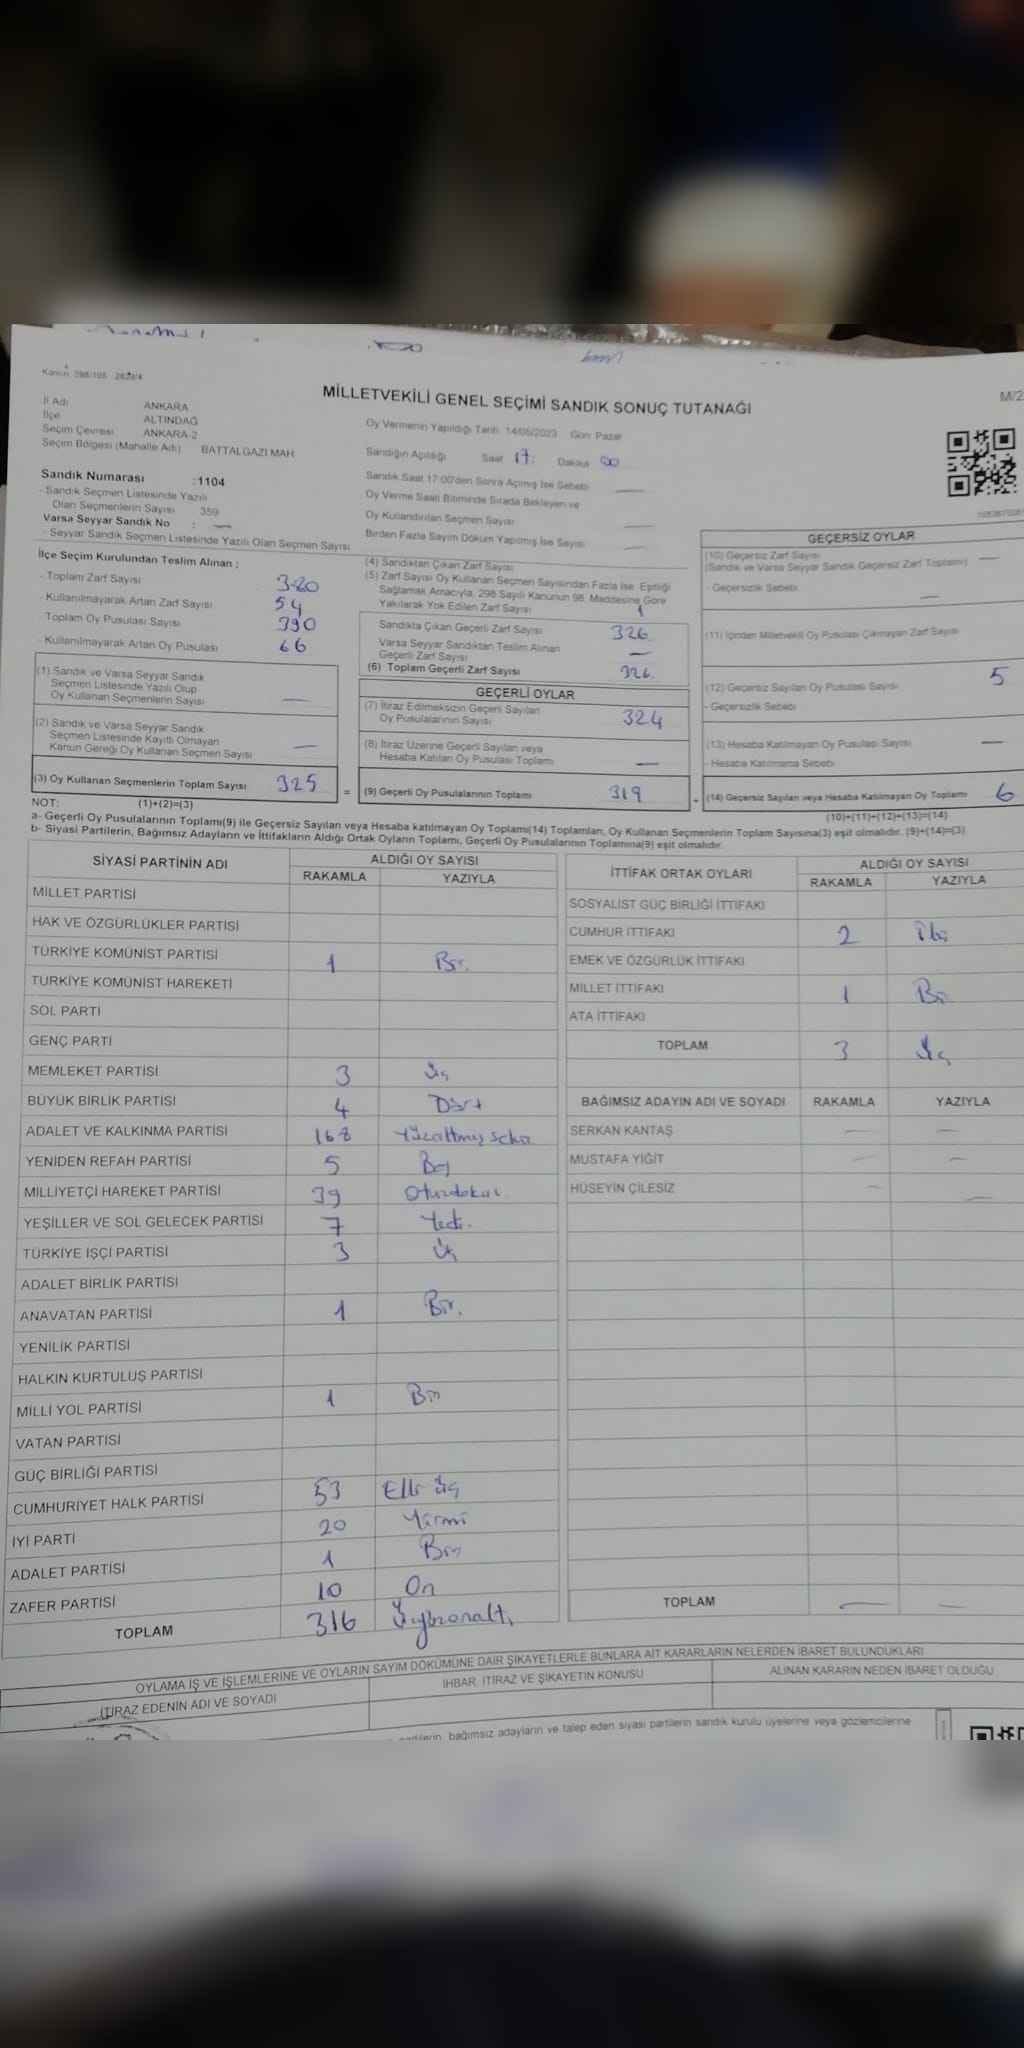 Kanun 298/105 2839/4
MİLLETVEKİLİ GENEL SEÇİMİ SANDIK SONUÇ TUTANAĞI
M/2
İl Adı ANKARA
İlçe ALTINDAĞ
Seçim Çevresi ANKARA-2
Seçim Bölgesi (Mahalle Adı) BATTALGAZİ MAH
Sandık Numarası :1104
- Sandık Seçmen Listesinde Yazılı
Olan Seçmenlerin Sayısı 359
Varsa Seyyar Sandık No : —
- Seyyar Sandık Seçmen Listesinde Yazılı Olan Seçmen Sayısı
Oy Vermenin Yapıldığı Tarih 14/05/2023 Gün: Pazar
Sandığın Açıldığı Saat 17: Dakika 00
Sandık Saat 17:00'den Sonra Açılmış İse Sebebi —
Oy Verme Saati Bitiminde Sırada Bekleyen ve
Oy Kullandırılan Seçmen Sayısı —
Birden Fazla Sayım Döküm Yapılmış İse Sayısı —
İlçe Seçim Kurulundan Teslim Alınan ;
- Toplam Zarf Sayısı 380
- Kullanılmayarak Artan Zarf Sayısı 54
- Toplam Oy Pusulası Sayısı 390
- Kullanılmayarak Artan Oy Pusulası 66
(1) Sandık ve Varsa Seyyar Sandık
Seçmen Listesinde Yazılı Olup
Oy Kullanan Seçmenlerin Sayısı —
(2) Sandık ve Varsa Seyyar Sandık
Seçmen Listesinde Kayıtlı Olmayan
Kanun Gereği Oy Kullanan Seçmen Sayısı —
(3) Oy Kullanan Seçmenlerin Toplam Sayısı 325 =
(4) Sandıktan Çıkan Zarf Sayısı
(5) Zarf Sayısı Oy Kullanan Seçmen Sayısından Fazla İse Eşitliği
Sağlamak Amacıyla, 298 Sayılı Kanunun 98. Maddesine Göre
Yakılarak Yok Edilen Zarf Sayısı 1
Sandıkta Çıkan Geçerli Zarf Sayısı 326
Varsa Seyyar Sandıktan Teslim Alınan
Geçerli Zarf Sayısı —
(6) Toplam Geçerli Zarf Sayısı 326
GEÇERLİ OYLAR
(7) İtiraz Edilmeksizin Geçerli Sayılan
Oy Pusulalarının Sayısı 324
(8) İtiraz Üzerine Geçerli Sayılan veya
Hesaba Katılan Oy Pusulası Toplamı —
(9) Geçerli Oy Pusulalarının Toplamı 319
GEÇERSİZ OYLAR
(10) Geçersiz Zarf Sayısı —
(Sandık ve Varsa Seyyar Sandık Geçersiz Zarf Toplamı)
- Geçersizlik Sebebi —
(11) İçinden Milletvekili Oy Pusulası Çıkmayan Zarf Sayısı
(12) Geçersiz Sayılan Oy Pusulası Sayısı 5
- Geçersizlik Sebebi
(13) Hesaba Katılmayan Oy Pusulası Sayısı —
- Hesaba Katılmama Sebebi
(14) Geçersiz Sayılan veya Hesaba Katılmayan Oy Toplamı 6
NOT: (1)+(2)=(3)
(10)+(11)+(12)+(13)=(14)
a- Geçerli Oy Pusulalarının Toplamı(9) ile Geçersiz Sayılan veya Hesaba katılmayan Oy Toplamı(14) Toplamları, Oy Kullanan Seçmenlerin Toplam Sayısına(3) eşit olmalıdır. (9)+(14)=(3)
b- Siyasi Partilerin, Bağımsız Adayların ve İttifakların Aldığı Ortak Oyların Toplamı, Geçerli Oy Pusulalarının Toplamına(9) eşit olmalıdır.
SİYASİ PARTİNİN ADI ALDIĞI OY SAYISI
RAKAMLA YAZIYLA
MİLLET PARTİSİ
HAK VE ÖZGÜRLÜKLER PARTİSİ
TÜRKİYE KOMÜNİST PARTİSİ 1 Bir.
TÜRKİYE KOMÜNİST HAREKETİ
SOL PARTİ
GENÇ PARTİ
MEMLEKET PARTİSİ 3 Üç
BÜYÜK BİRLİK PARTİSİ 4 Dört
ADALET VE KALKINMA PARTİSİ 168 Yüzaltmış sekiz
YENİDEN REFAH PARTİSİ 5 Beş
MİLLİYETÇİ HAREKET PARTİSİ 39 Otuzdokuz
YEŞİLLER VE SOL GELECEK PARTİSİ 7 Yedi.
TÜRKİYE İŞÇİ PARTİSİ 3 Üç
ADALET BİRLİK PARTİSİ
ANAVATAN PARTİSİ 1 Bir.
YENİLİK PARTİSİ
HALKIN KURTULUŞ PARTİSİ
MİLLİ YOL PARTİSİ 1 Bir
VATAN PARTİSİ
GÜÇ BİRLİĞİ PARTİSİ
CUMHURİYET HALK PARTİSİ 53 Elli üç
İYİ PARTİ 20 Yirmi
ADALET PARTİSİ 1 Bir
ZAFER PARTİSİ 10 On
TOPLAM 316 Üçyüzonaltı
İTTİFAK ORTAK OYLARI ALDIĞI OY SAYISI
RAKAMLA YAZIYLA
SOSYALİST GÜÇ BİRLİĞİ İTTİFAKI
CUMHUR İTTİFAKI 2 İki
EMEK VE ÖZGÜRLÜK İTTİFAKI
MİLLET İTTİFAKI 1 Bir
ATA İTTİFAKI
TOPLAM 3 Üç
BAĞIMSIZ ADAYIN ADI VE SOYADI RAKAMLA YAZIYLA
SERKAN KANTAŞ — —
MUSTAFA YİĞİT — —
HÜSEYİN ÇİLESİZ — —
TOPLAM — —
OYLAMA İŞ VE İŞLEMLERİNE VE OYLARIN SAYIM DÖKÜMÜNE DAİR ŞİKAYETLERLE BUNLARA AİT KARARLARIN NELERDEN İBARET BULUNDUKLARI
İTİRAZ EDENİN ADI VE SOYADI İHBAR, İTİRAZ VE ŞİKAYETİN KONUSU ALINAN KARARIN NEDEN İBARET OLDUĞU
partilerin, bağımsız adayların ve talep eden siyasi partilerin sandık kurulu üyelerine veya gözlemcilerine